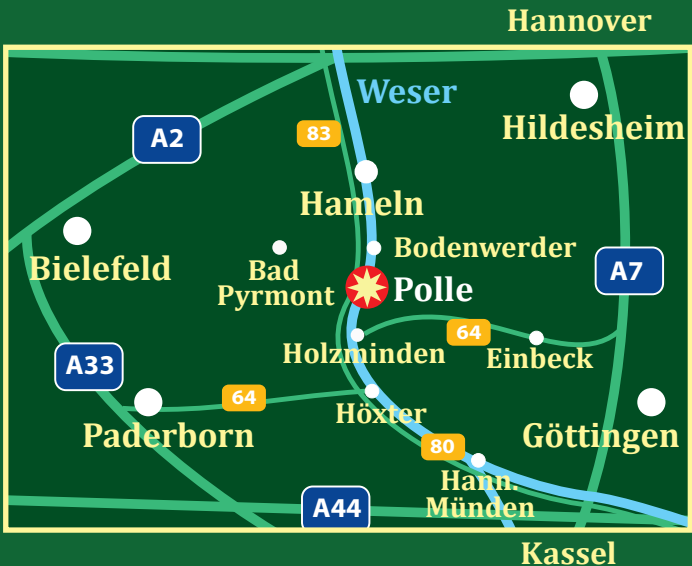 Hannover
Weser
Hildesheim
83
A2
Hameln
Bodenwerder
Bielefeld
Bad
Pyrmont
Polle
A7
64
Holzminden
Einbeck
A33
64
Höxter
Paderborn
Göttingen
80
Hann.
Münden
A44
Kassel